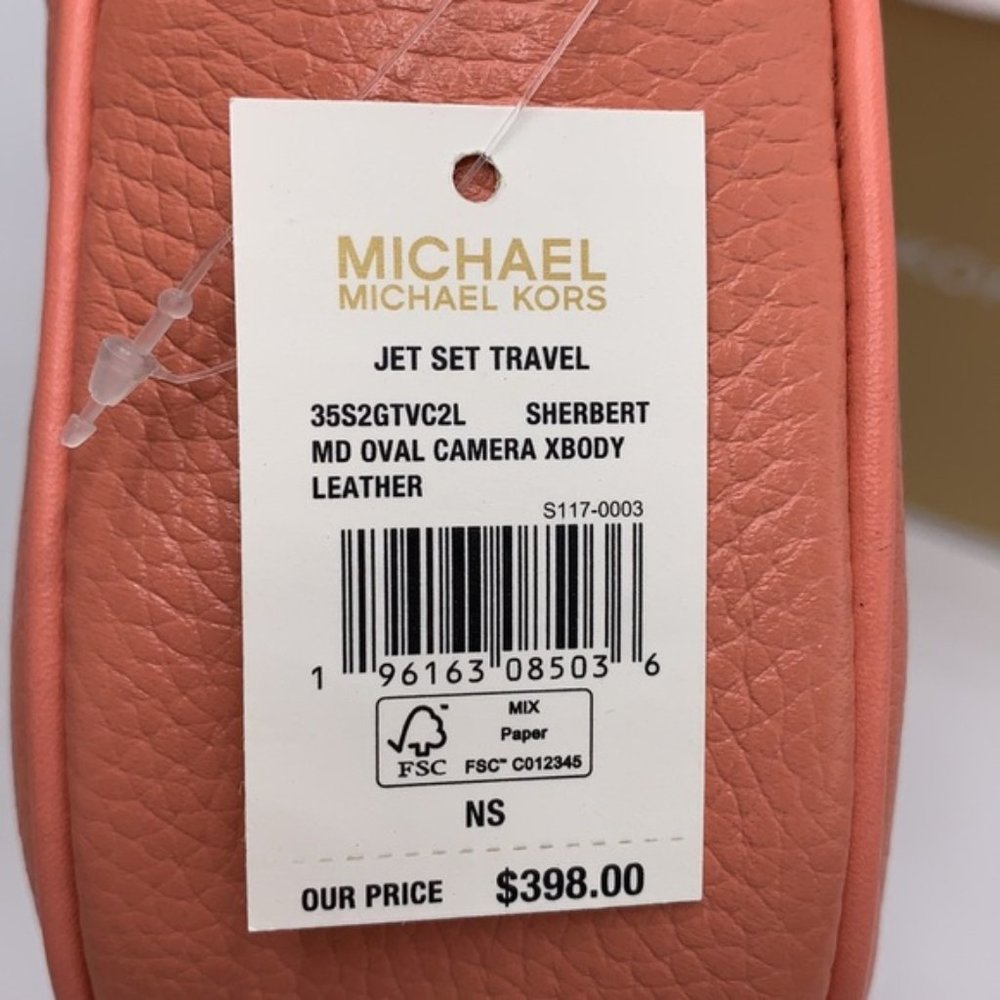 MICHAEL
MICHAEL KORS
JET SET TRAVEL
35S2GTVC2L SHERBERT
MD OVAL CAMERA XBODY
LEATHER
S117-0003
1 96163 08503 6
MIX
Paper
FSC™ C012345
FSC
NS
OUR PRICE $398.00